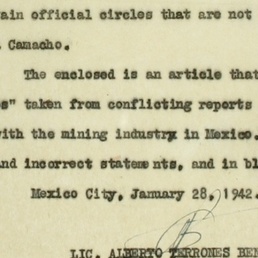 ain official circles that are not
Camacho.
The enclosed is an article that
s" taken from conflicting reports
with the mining industry in Mexico.
and incorrect statements, and in bl
Mexico City, January 28, 1942.
LIC. ALBERTO TERRONES BEN